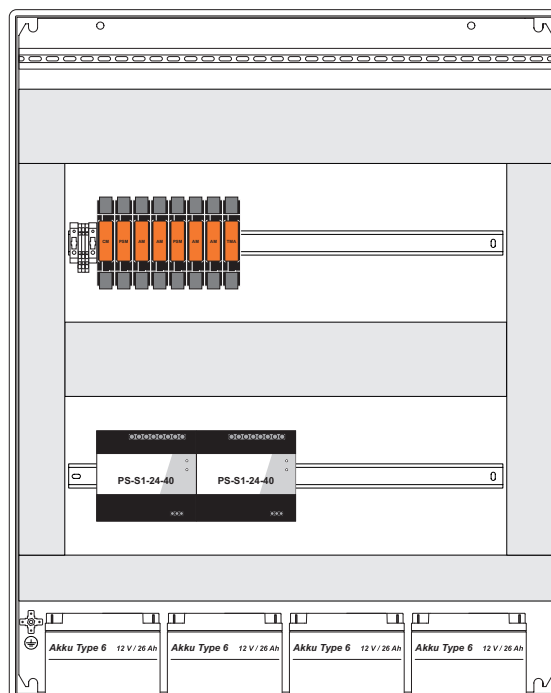 CM PSM AM AM PSM AM AM TMA
PS-S1-24-40 PS-S1-24-40
Akku Type 6 12 V / 26 Ah Akku Type 6 12 V / 26 Ah Akku Type 6 12 V / 26 Ah Akku Type 6 12 V / 26 Ah